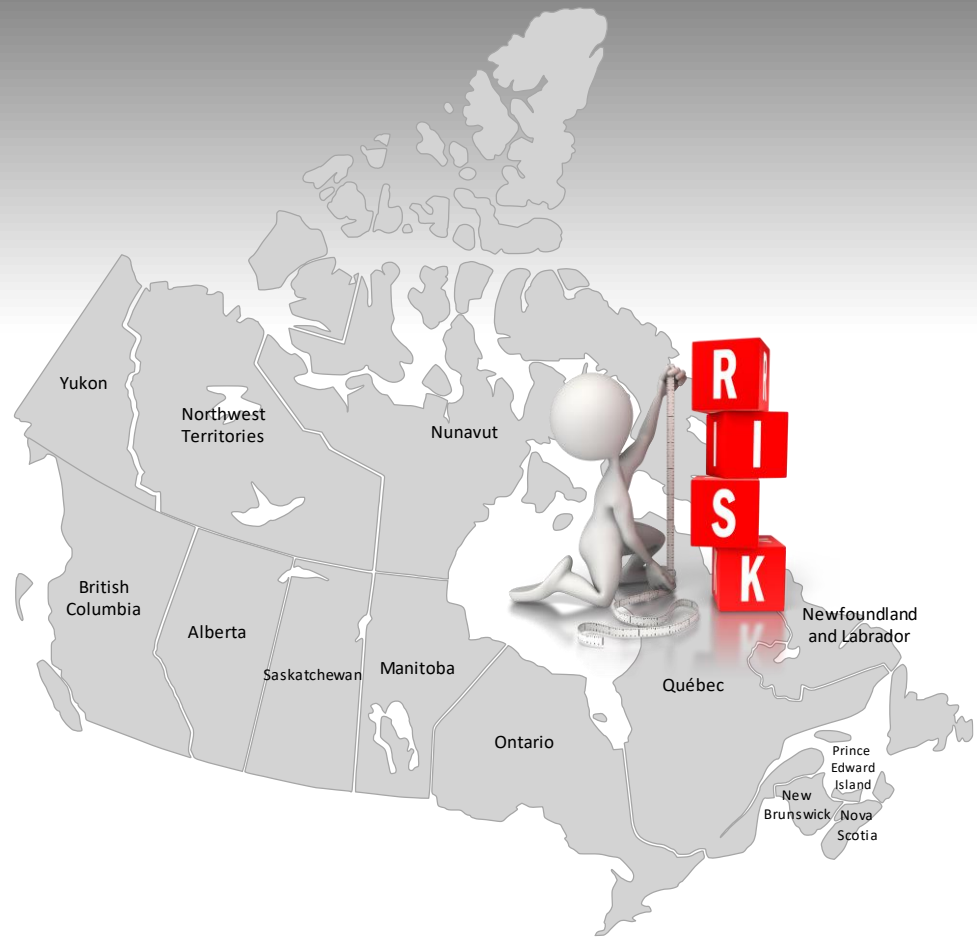 Yukon
Northwest
Territories
Nunavut
R
I
S
K
British
Columbia
Alberta
Saskatchewan
Manitoba
Ontario
Québec
Newfoundland
and Labrador
Prince
Edward
Island
New
Brunswick
Nova
Scotia